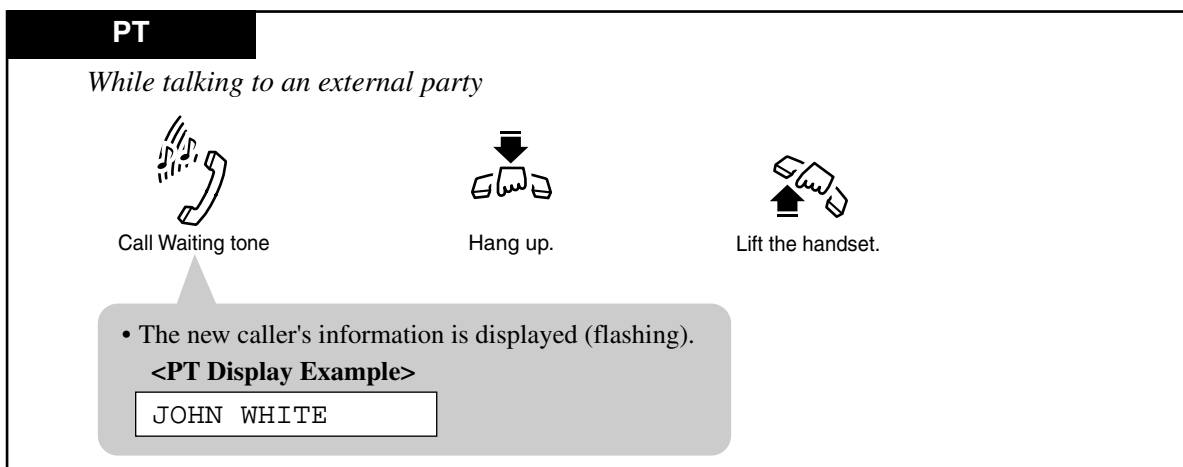 PT
While talking to an external party
Call Waiting tone
Hang up.
Lift the handset.
• The new caller's information is displayed (flashing).
<PT Display Example>
JOHN WHITE